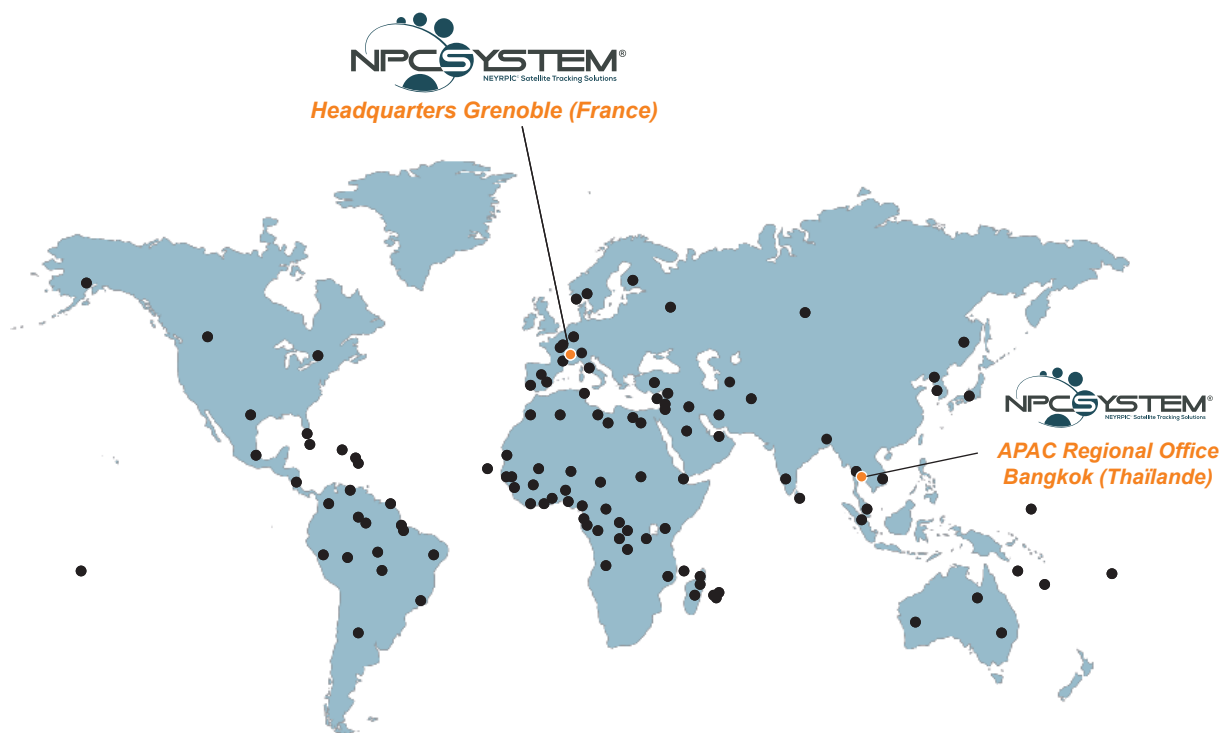 NPCSYSTEM®
NEYRPIC® Satellite Tracking Solutions
Headquarters Grenoble (France)
NPCSYSTEM®
NEYRPIC® Satellite Tracking Solutions
APAC Regional Office
Bangkok (Thaïlande)